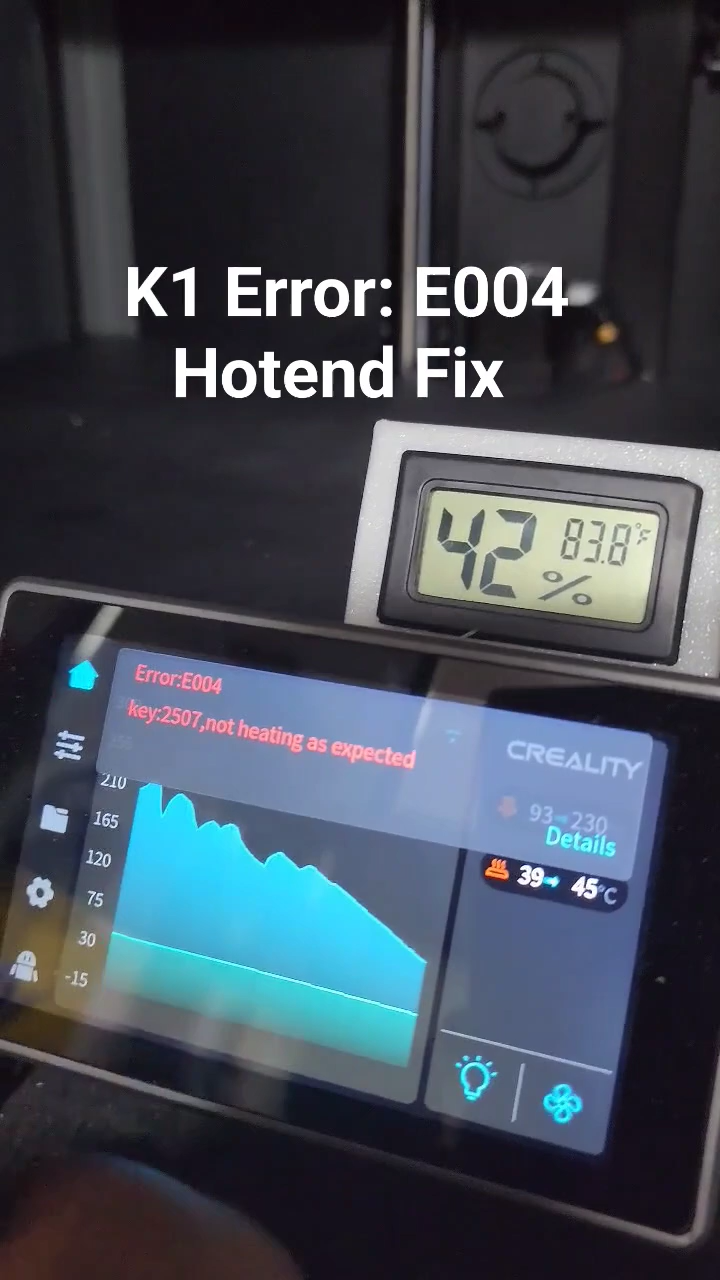 K1 Error: E004
Hotend Fix
42 %
83.8°F
Error:E004
key:2507,not heating as expected
CREALITY
93→230
Details
39→ 45°C
210
165
120
75
30
-15